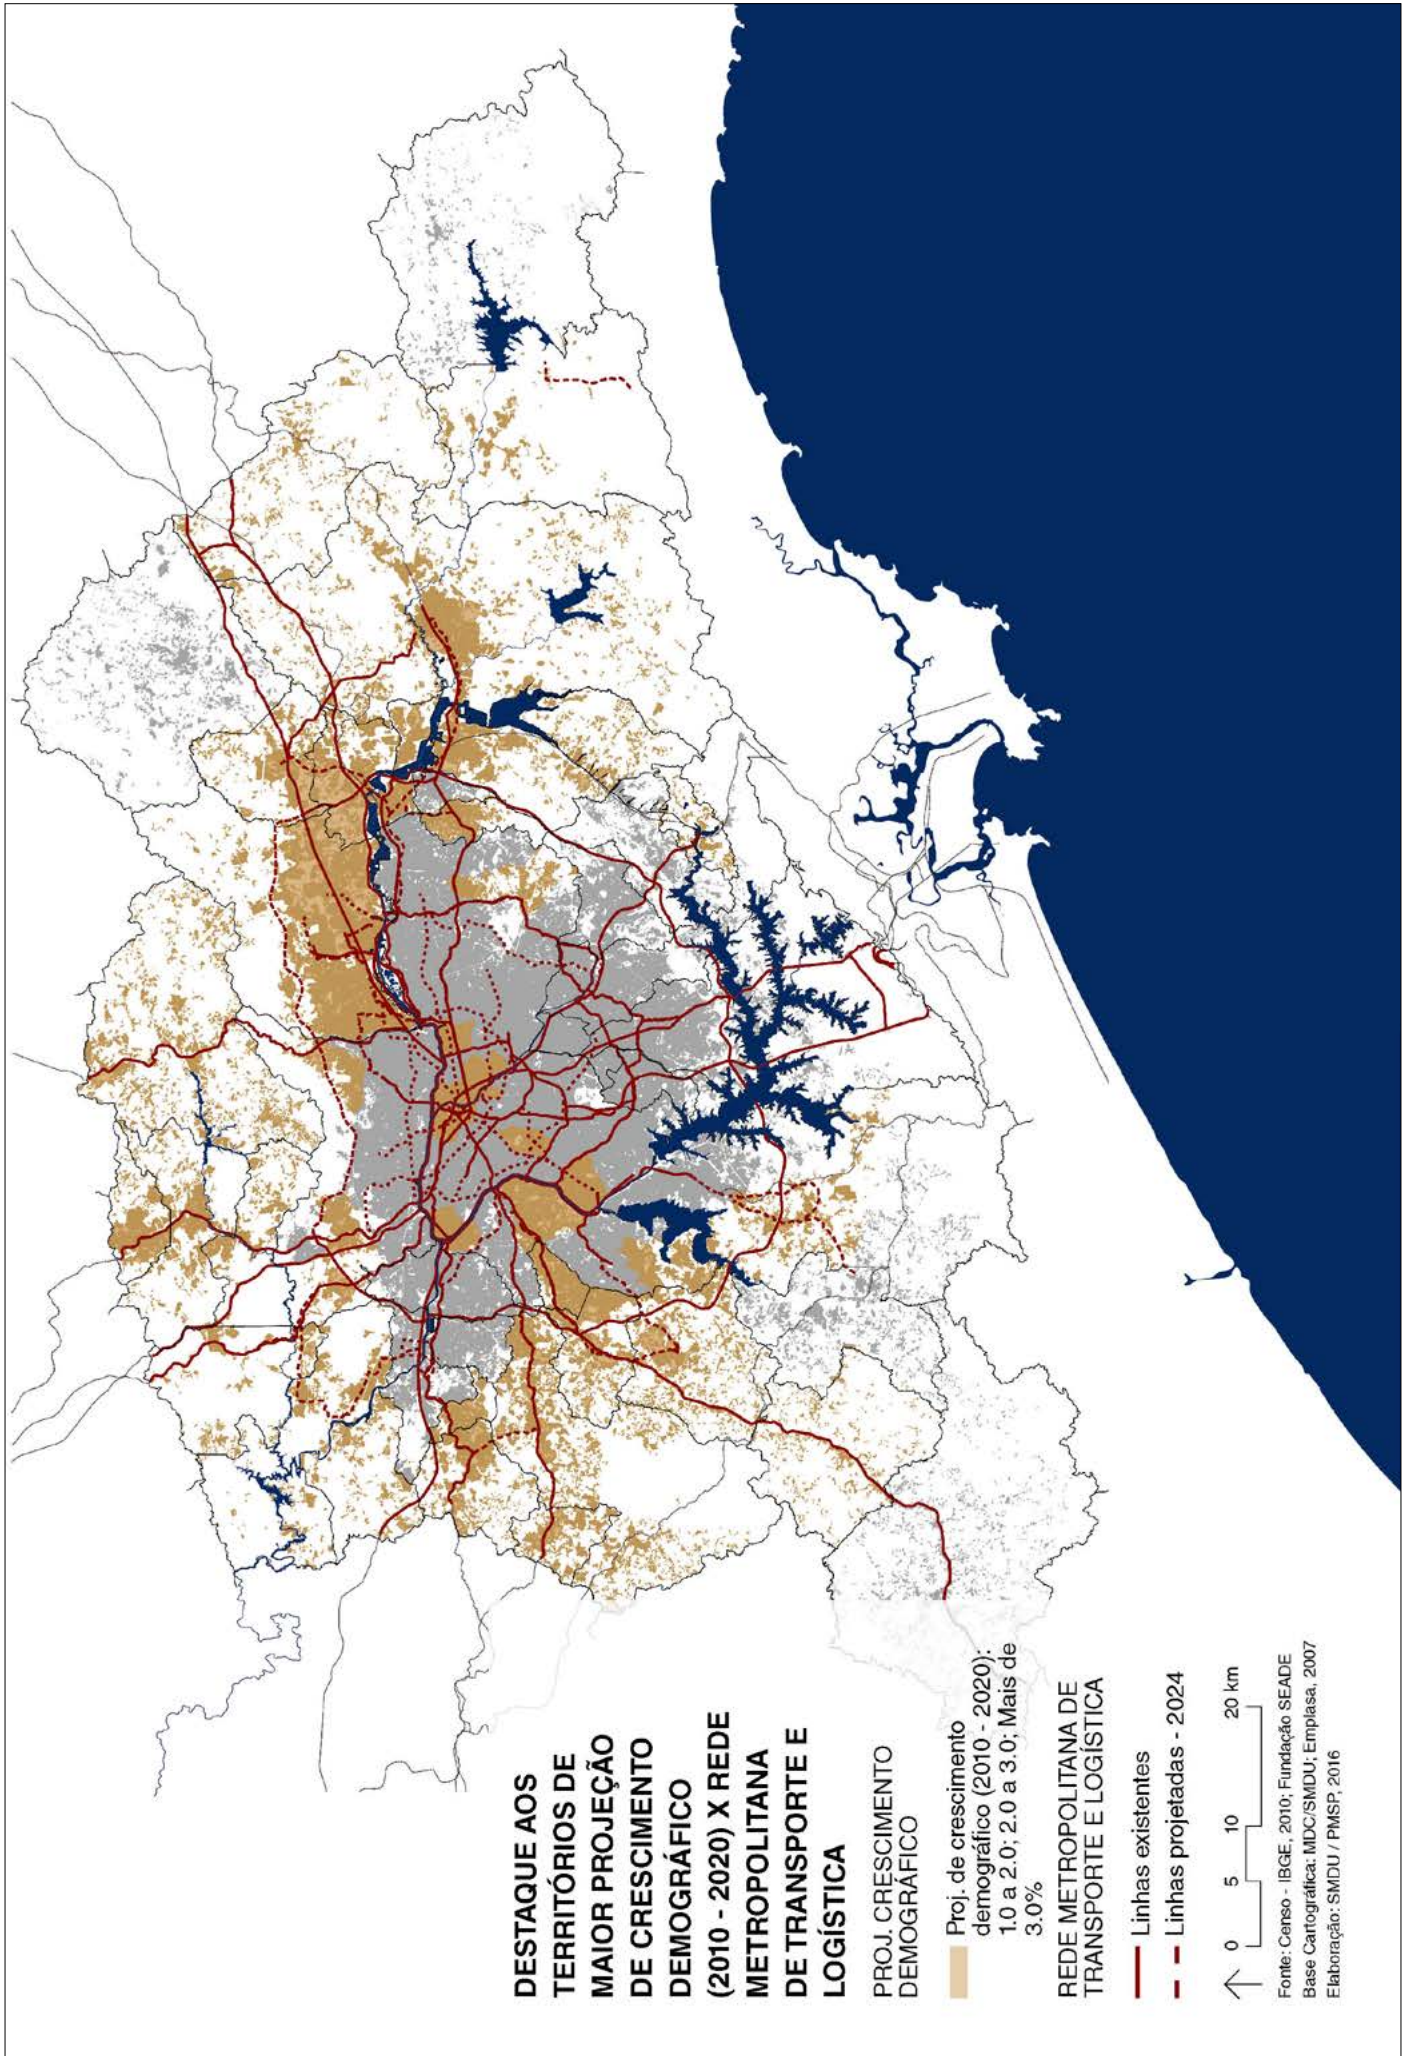 DESTAQUE AOS
TERRITÓRIOS DE
MAIOR PROJEÇÃO
DE CRESCIMENTO
DEMOGRÁFICO
(2010 - 2020) X REDE
METROPOLITANA
DE TRANSPORTE E
LOGÍSTICA
PROJ. CRESCIMENTO
DEMOGRÁFICO
Proj. de crescimento
demográfico (2010 - 2020):
1.0 a 2.0; 2.0 a 3.0; Mais de
3.0%
REDE METROPOLITANA DE
TRANSPORTE E LOGÍSTICA
Linhas existentes
Linhas projetadas - 2024
0 5 10 20 km
Fonte: Censo - IBGE, 2010; Fundação SEADE
Base Cartográfica: MDC/SMDU; Emplasa, 2007
Elaboração: SMDU / PMSP, 2016